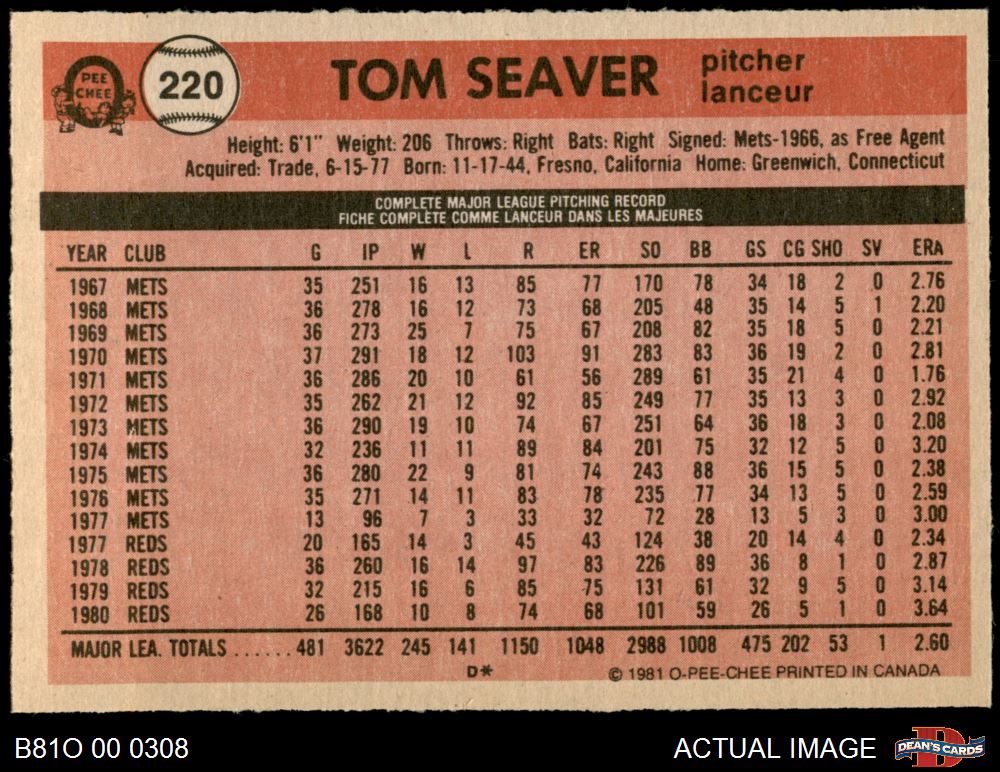 PEE
CHEE
220
TOM SEAVER
pitcher
lanceur
Height: 6'1" Weight: 206 Throws: Right Bats: Right Signed: Mets-1966, as Free Agent
Acquired: Trade, 6-15-77 Born: 11-17-44, Fresno, California Home: Greenwich, Connecticut
COMPLETE MAJOR LEAGUE PITCHING RECORD
FICHE COMPLÈTE COMME LANCEUR DANS LES MAJEURES
YEAR CLUB G IP W L R ER SO BB GS CG SHO SV ERA
1967 METS 35 251 16 13 85 77 170 78 34 18 2 0 2.76
1968 METS 36 278 16 12 73 68 205 48 35 14 5 1 2.20
1969 METS 36 273 25 7 75 67 208 82 35 18 5 0 2.21
1970 METS 37 291 18 12 103 91 283 83 36 19 2 0 2.81
1971 METS 36 286 20 10 61 56 289 61 35 21 4 0 1.76
1972 METS 35 262 21 12 92 85 249 77 35 13 3 0 2.92
1973 METS 36 290 19 10 74 67 251 64 36 18 3 0 2.08
1974 METS 32 236 11 11 89 84 201 75 32 12 5 0 3.20
1975 METS 36 280 22 9 81 74 243 88 36 15 5 0 2.38
1976 METS 35 271 14 11 83 78 235 77 34 13 5 0 2.59
1977 METS 13 96 7 3 33 32 72 28 13 5 3 0 3.00
1977 REDS 20 165 14 3 45 43 124 38 20 14 4 0 2.34
1978 REDS 36 260 16 14 97 83 226 89 36 8 1 0 2.87
1979 REDS 32 215 16 6 85 75 131 61 32 9 5 0 3.14
1980 REDS 26 168 10 8 74 68 101 59 26 5 1 0 3.64
MAJOR LEA. TOTALS ...... 481 3622 245 141 1150 1048 2988 1008 475 202 53 1 2.60
D* © 1981 O-PEE-CHEE PRINTED IN CANADA
B81O 00 0308
ACTUAL IMAGE
D
DEAN'S CARDS